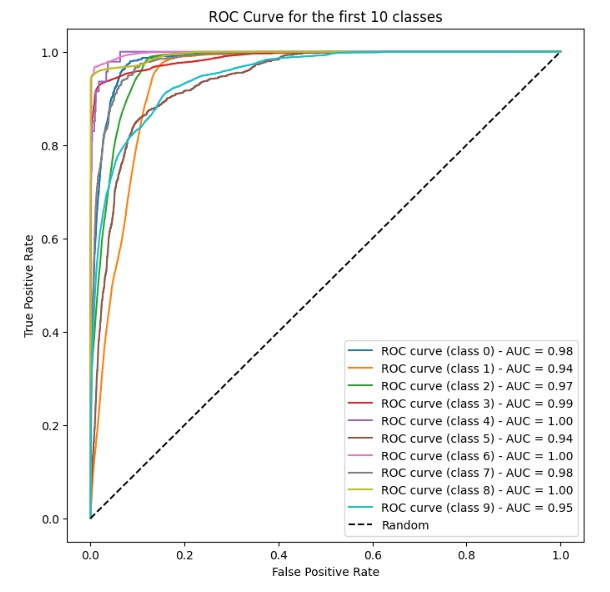 ROC Curve for the first 10 classes
True Positive Rate
1.0
0.8
0.6
0.4
0.2
0.0
ROC curve (class 0) - AUC = 0.98
ROC curve (class 1) - AUC = 0.94
ROC curve (class 2) - AUC = 0.97
ROC curve (class 3) - AUC = 0.99
ROC curve (class 4) - AUC = 1.00
ROC curve (class 5) - AUC = 0.94
ROC curve (class 6) - AUC = 1.00
ROC curve (class 7) - AUC = 0.98
ROC curve (class 8) - AUC = 1.00
ROC curve (class 9) - AUC = 0.95
Random
0.0 0.2 0.4 0.6 0.8 1.0
False Positive Rate